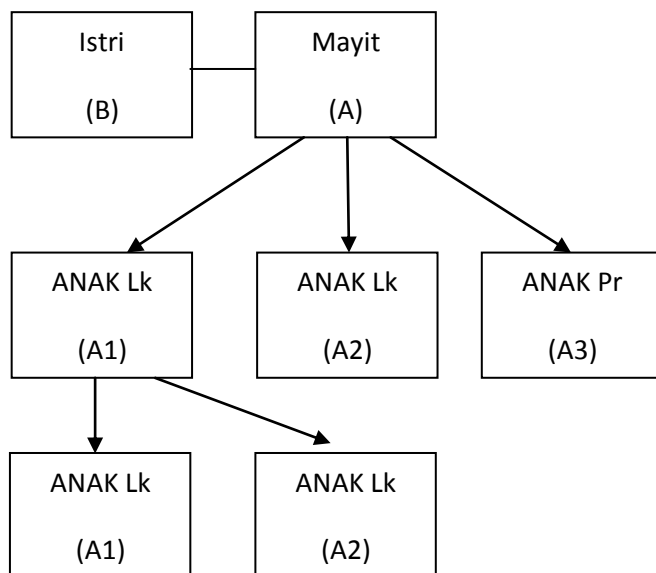 Istri
(B)
Mayit
(A)
ANAK Lk
(A1)
ANAK Lk
(A2)
ANAK Pr
(A3)
ANAK Lk
(A1)
ANAK Lk
(A2)